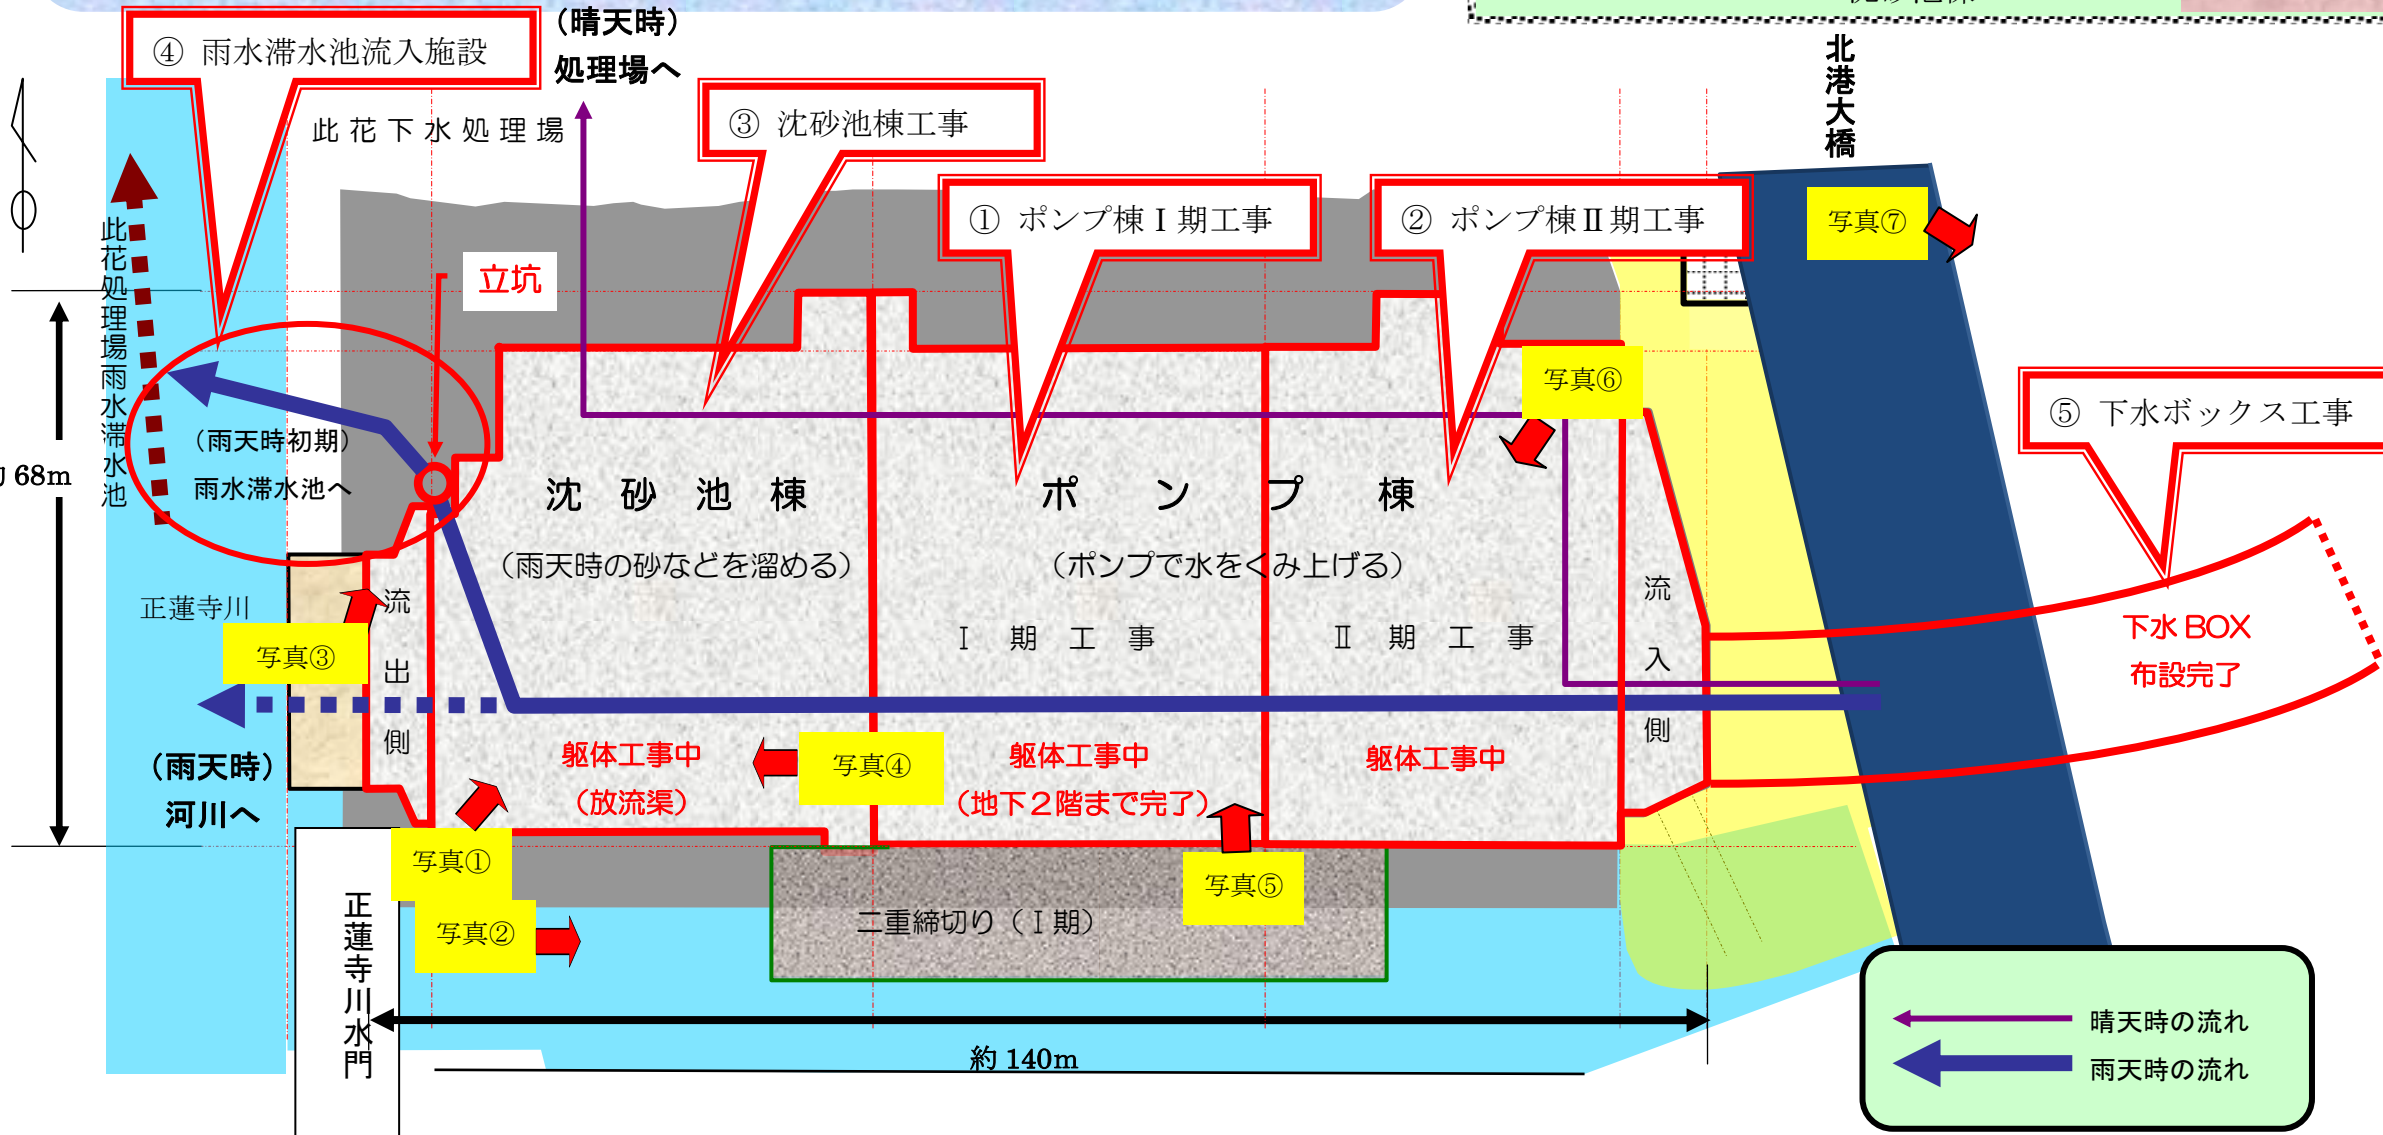 ④ 雨水滞水池流入施設
（晴天時）
処理場へ
北港大橋
③ 沈砂池棟工事
此花下水処理場
① ポンプ棟Ⅰ期工事
② ポンプ棟Ⅱ期工事
写真⑦
此花処理場雨水滞水池
立坑
写真⑥
⑤ 下水ボックス工事
（雨天時初期）
雨水滞水池へ
68m
沈砂池棟
ポンプ棟
（雨天時の砂などを溜める）
（ポンプで水をくみ上げる）
正蓮寺川
流出側
流入側
Ⅰ期工事
Ⅱ期工事
下水BOX
布設完了
写真③
（雨天時）
河川へ
躯体工事中
（放流渠）
写真④
躯体工事中
（地下２階まで完了）
躯体工事中
写真①
写真⑤
正蓮寺川水門
写真②
二重締切り（Ⅰ期）
約 140m
晴天時の流れ
雨天時の流れ